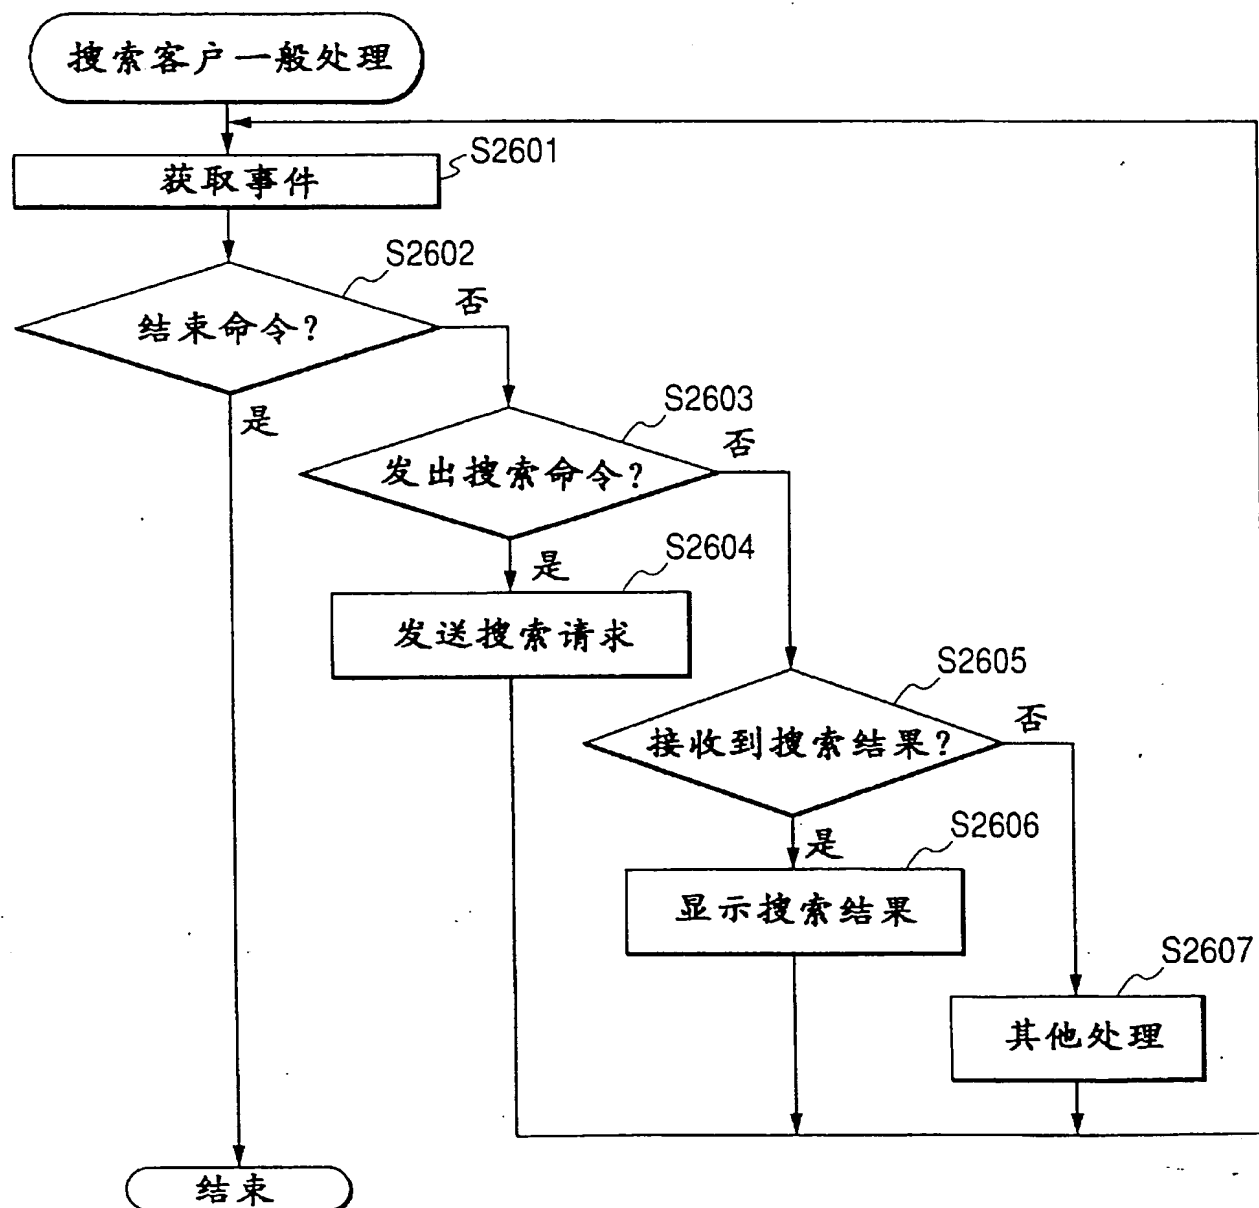 搜索客户一般处理
S2601
获取事件
S2602
否
结束命令?
是
S2603
否
发出搜索命令?
S2604
是
发送搜索请求
S2605
否
接收到搜索结果?
S2606
是
显示搜索结果
S2607
其他处理
结束